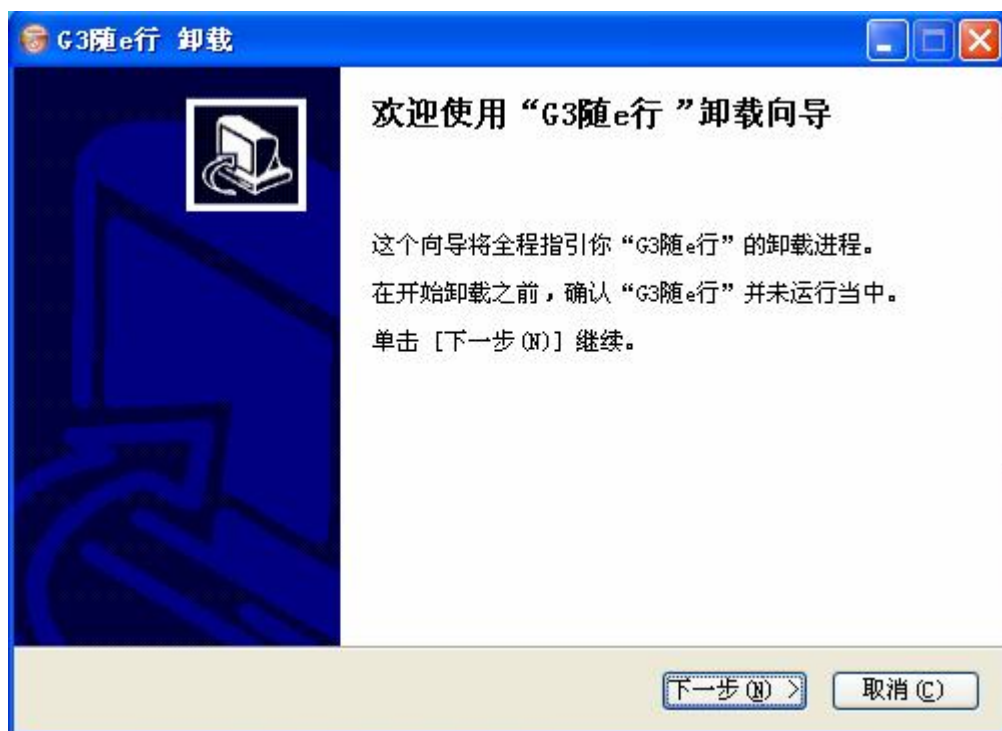 G3随e行 卸载
欢迎使用“G3随e行 ”卸载向导
这个向导将全程指引你“G3随e行”的卸载进程。
在开始卸载之前，确认“G3随e行”并未运行当中。
单击 [下一步(N)] 继续。
下一步(N) >
取消(C)